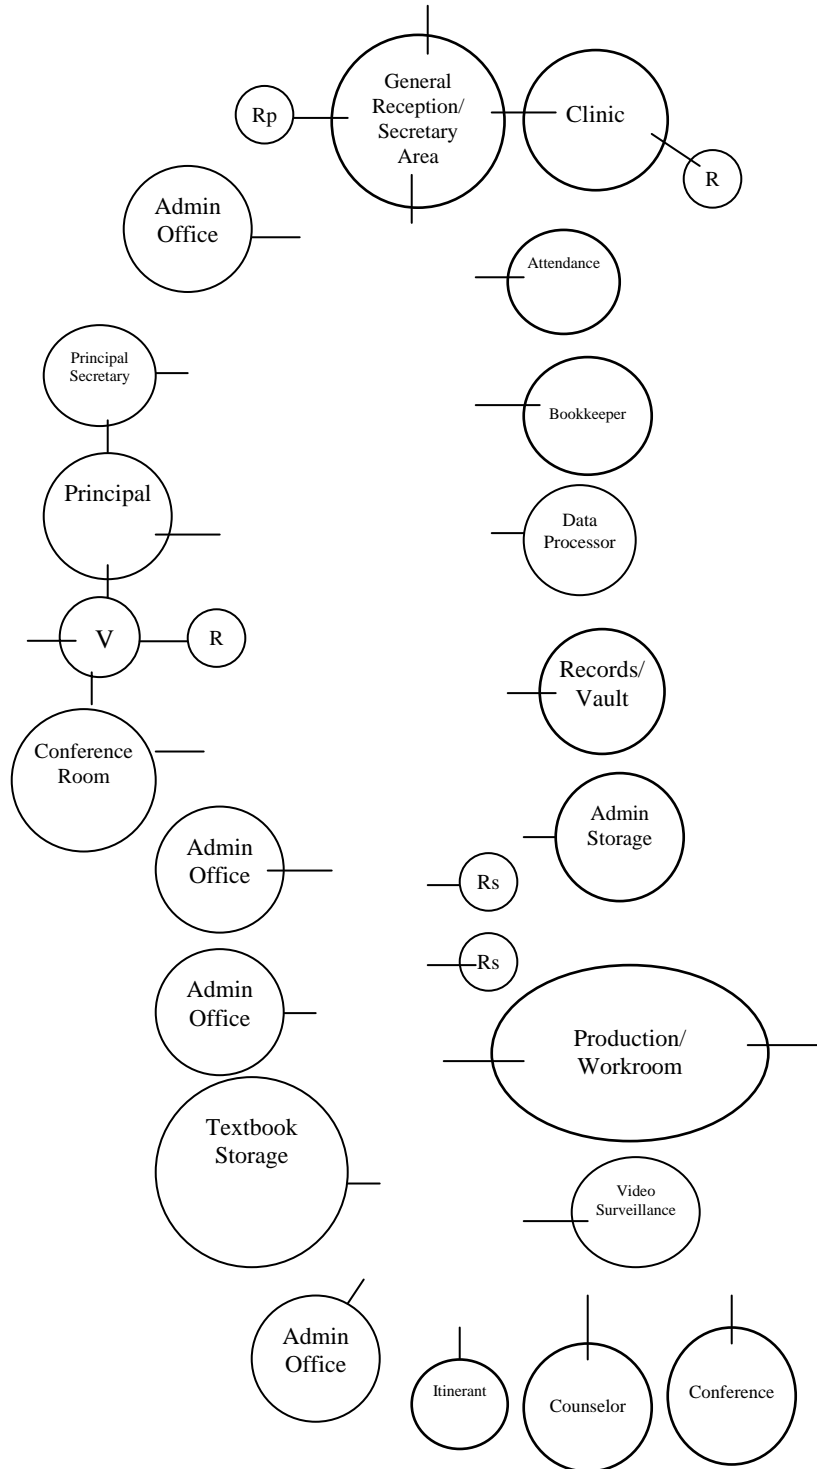 General
Reception/
Secretary
Area
Rp
Clinic
R
Admin
Office
Attendance
Principal
Secretary
Bookkeeper
Principal
Data
Processor
V
R
Records/
Vault
Conference
Room
Admin
Storage
Admin
Office
Rs
Rs
Admin
Office
Production/
Workroom
Textbook
Storage
Video
Surveillance
Admin
Office
Itinerant
Counselor
Conference